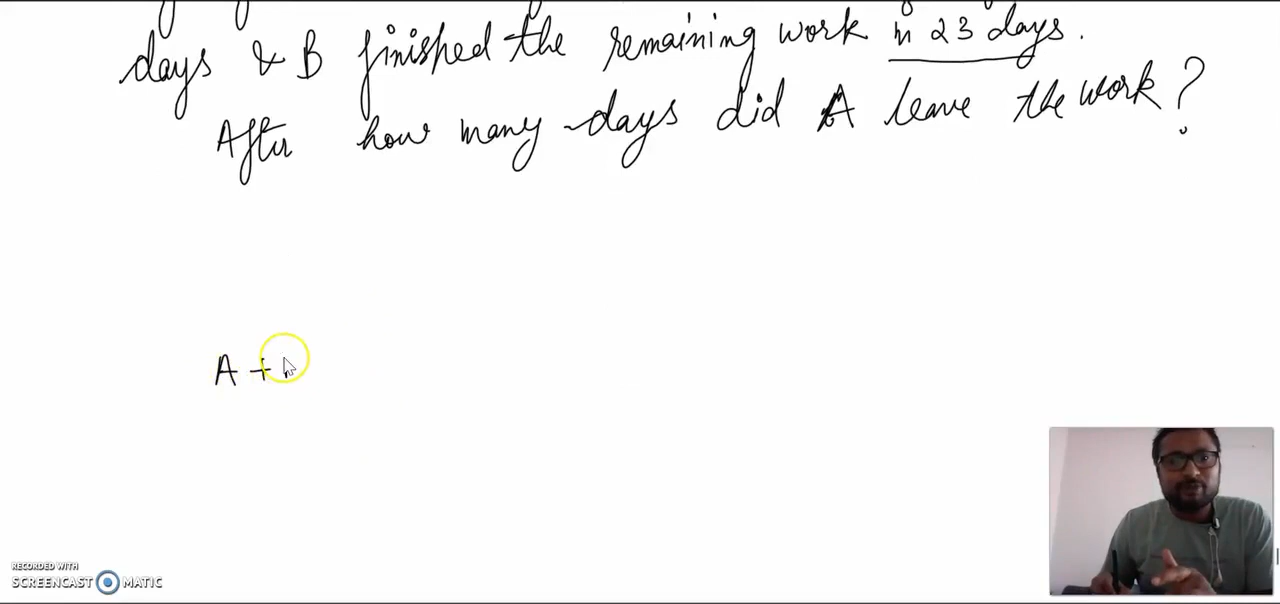 days & B finished the remaining work in 23 days.
After how many days did A leave the work?
A +
RECORDED WITH
SCREENCAST MATIC